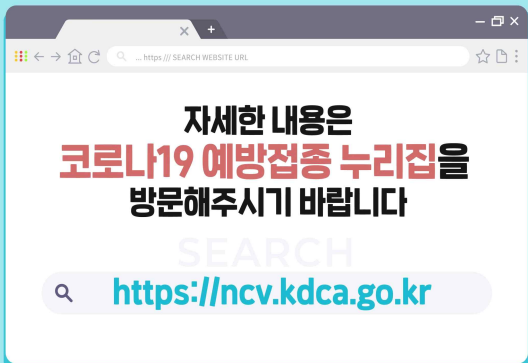 ... https /// SEARCH WEBSITE URL
자세한 내용은
코로나19 예방접종 누리집을
방문해주시기 바랍니다
SEARCH
https://ncv.kdca.go.kr